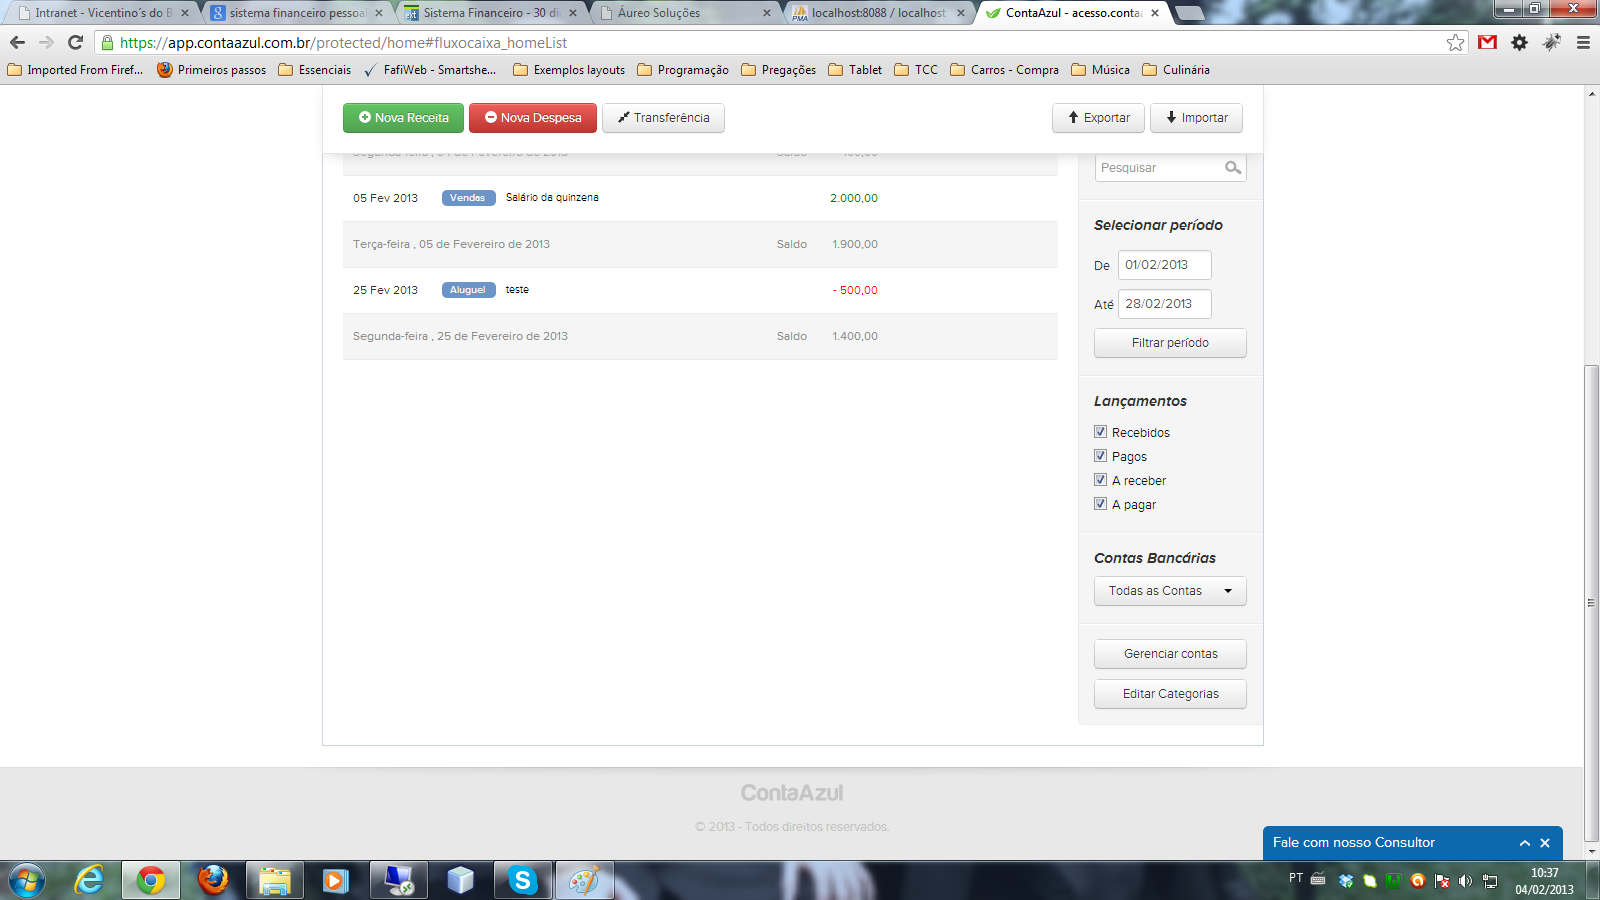 Intranet - Vicentino´s do B
sistema financeiro pessoal
Sistema Financeiro - 30 di
Áureo Soluções
localhost:8088 / localhost
ContaAzul - acesso.conta
https://app.contaazul.com.br/protected/home#fluxocaixa_homeList
Imported From Firef...
Primeiros passos
Essenciais
FafiWeb - Smartshe...
Exemplos layouts
Programação
Pregações
Tablet
TCC
Carros - Compra
Música
Culinária
Nova Receita
Nova Despesa
Transferência
Exportar
Importar
Saldo
05 Fev 2013 Vendas Salário da quinzena 2.000,00
Terça-feira , 05 de Fevereiro de 2013 Saldo 1.900,00
25 Fev 2013 Aluguel teste - 500,00
Segunda-feira , 25 de Fevereiro de 2013 Saldo 1.400,00
Pesquisar
Selecionar período
De 01/02/2013
Até 28/02/2013
Filtrar período
Lançamentos
Recebidos
Pagos
A receber
A pagar
Contas Bancárias
Todas as Contas
Gerenciar contas
Editar Categorias
ContaAzul
© 2013 - Todos direitos reservados.
Fale com nosso Consultor
PT
10:37
04/02/2013